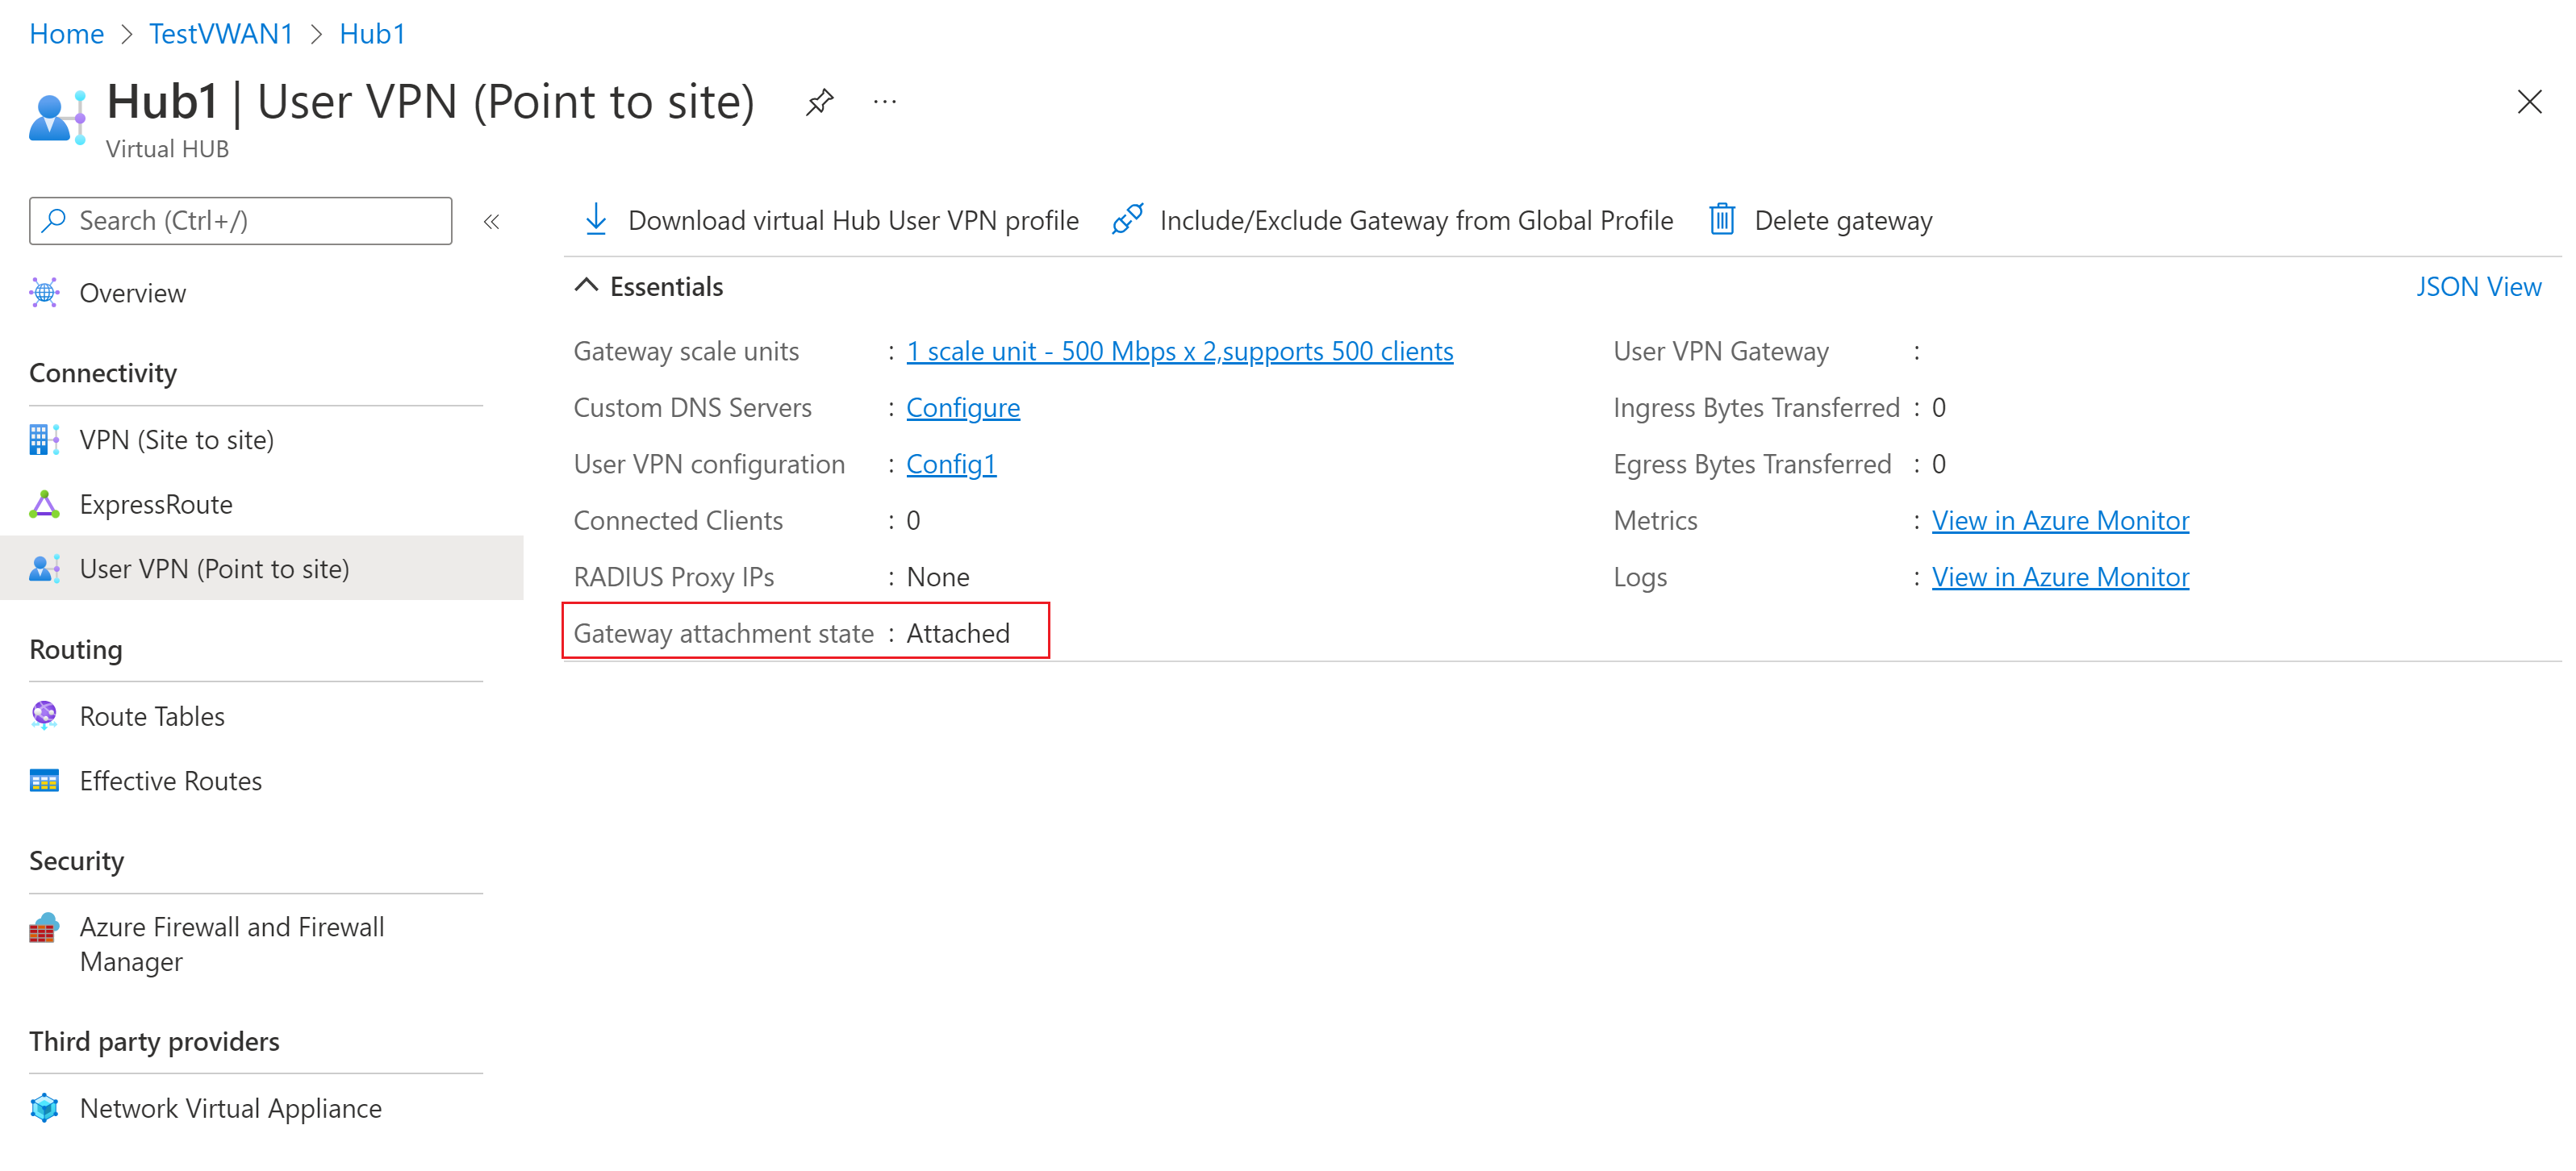 Home > TestVWAN1 > Hub1
Hub1 | User VPN (Point to site) ...
Virtual HUB
Search (Ctrl+/) «
Overview
Connectivity
VPN (Site to site)
ExpressRoute
User VPN (Point to site)
Routing
Route Tables
Effective Routes
Security
Azure Firewall and Firewall
Manager
Third party providers
Network Virtual Appliance
Download virtual Hub User VPN profile Include/Exclude Gateway from Global Profile Delete gateway
Essentials JSON View
Gateway scale units : 1 scale unit - 500 Mbps x 2,supports 500 clients
Custom DNS Servers : Configure
User VPN configuration : Config1
Connected Clients : 0
RADIUS Proxy IPs : None
Gateway attachment state : Attached
User VPN Gateway :
Ingress Bytes Transferred : 0
Egress Bytes Transferred : 0
Metrics : View in Azure Monitor
Logs : View in Azure Monitor